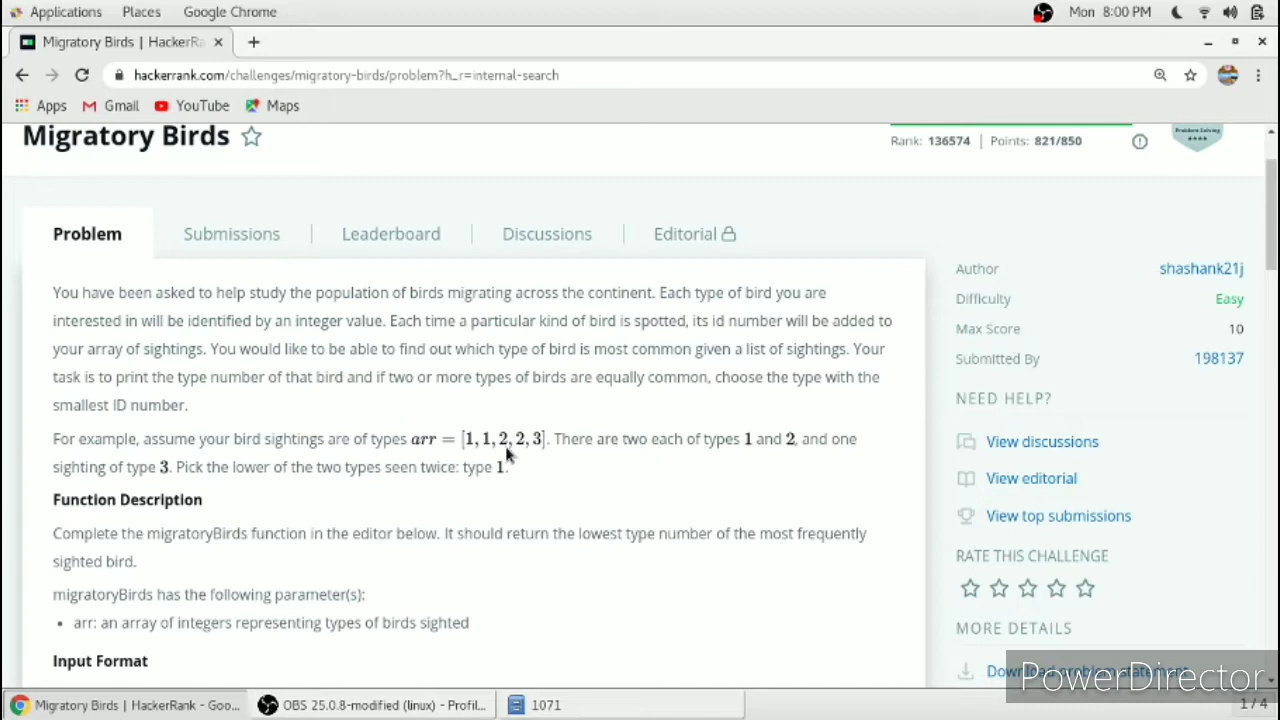 Applications Places Google Chrome Mon 8:00 PM
Migratory Birds | HackerRa
hackerrank.com/challenges/migratory-birds/problem?h_r=internal-search
Apps Gmail YouTube Maps
Migratory Birds
Rank: 136574 | Points: 821/850
Problem Solving
Problem Submissions Leaderboard Discussions Editorial
You have been asked to help study the population of birds migrating across the continent. Each type of bird you are
interested in will be identified by an integer value. Each time a particular kind of bird is spotted, its id number will be added to
your array of sightings. You would like to be able to find out which type of bird is most common given a list of sightings. Your
task is to print the type number of that bird and if two or more types of birds are equally common, choose the type with the
smallest ID number.
For example, assume your bird sightings are of types arr = [1, 1, 2, 2, 3]. There are two each of types 1 and 2, and one
sighting of type 3. Pick the lower of the two types seen twice: type 1.
Function Description
Complete the migratoryBirds function in the editor below. It should return the lowest type number of the most frequently
sighted bird.
migratoryBirds has the following parameter(s):
• arr: an array of integers representing types of birds sighted
Input Format
Author shashank21j
Difficulty Easy
Max Score 10
Submitted By 198137
NEED HELP?
View discussions
View editorial
View top submissions
RATE THIS CHALLENGE
MORE DETAILS
Download problem statement
PowerDirector
Migratory Birds | HackerRank - Goo... OBS 25.0.8-modified (linux) - Profil... 1071 1 / 4